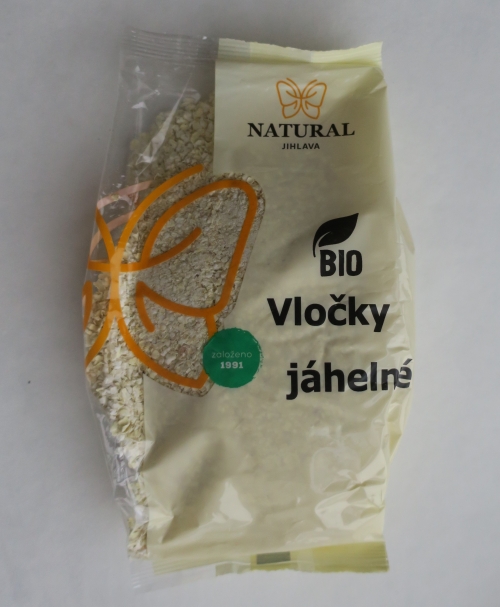 NATURAL
JIHLAVA
BIO
Vločky
jáhelné
založeno
1991